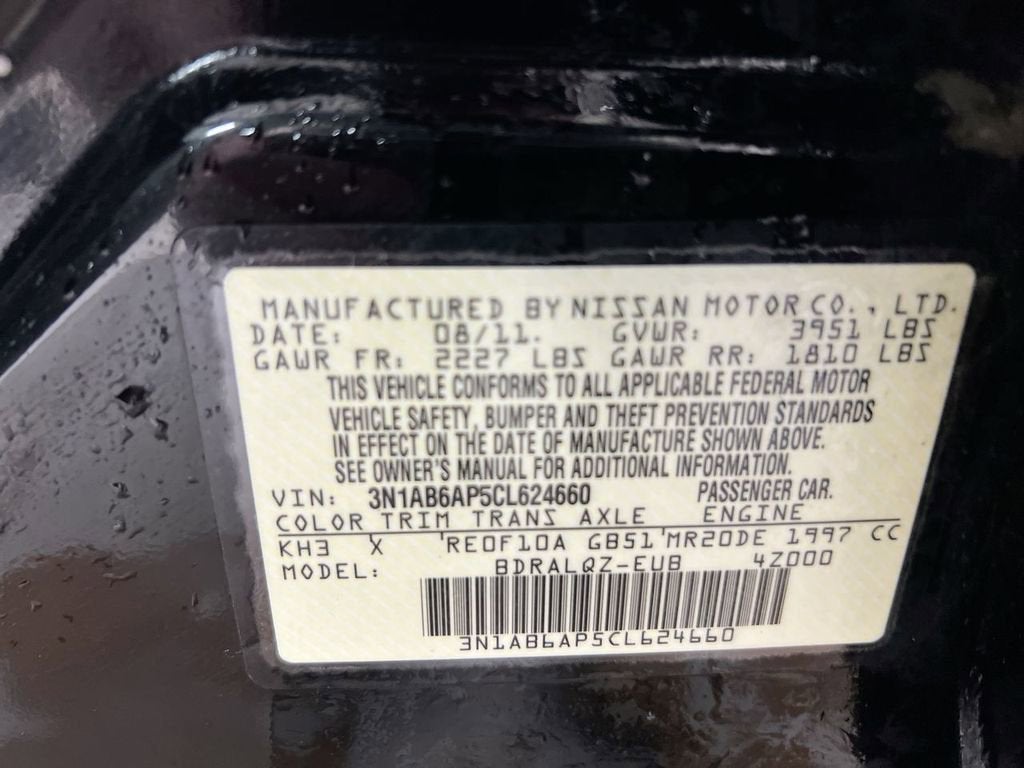 MANUFACTURED BY NISSAN MOTOR CO., LTD.
DATE: 08/11. GVWR: 3951 LBS
GAWR FR: 2227 LBS GAWR RR: 1810 LBS
THIS VEHICLE CONFORMS TO ALL APPLICABLE FEDERAL MOTOR
VEHICLE SAFETY, BUMPER AND THEFT PREVENTION STANDARDS
IN EFFECT ON THE DATE OF MANUFACTURE SHOWN ABOVE.
SEE OWNER'S MANUAL FOR ADDITIONAL INFORMATION.
VIN: 3N1AB6AP5CL624660 PASSENGER CAR.
COLOR TRIM TRANS AXLE ENGINE
KH3 X RE0F10A GB51 MR20DE 1997 CC
MODEL: BDRALQZ-EUB 4Z000
3N1AB6AP5CL624660